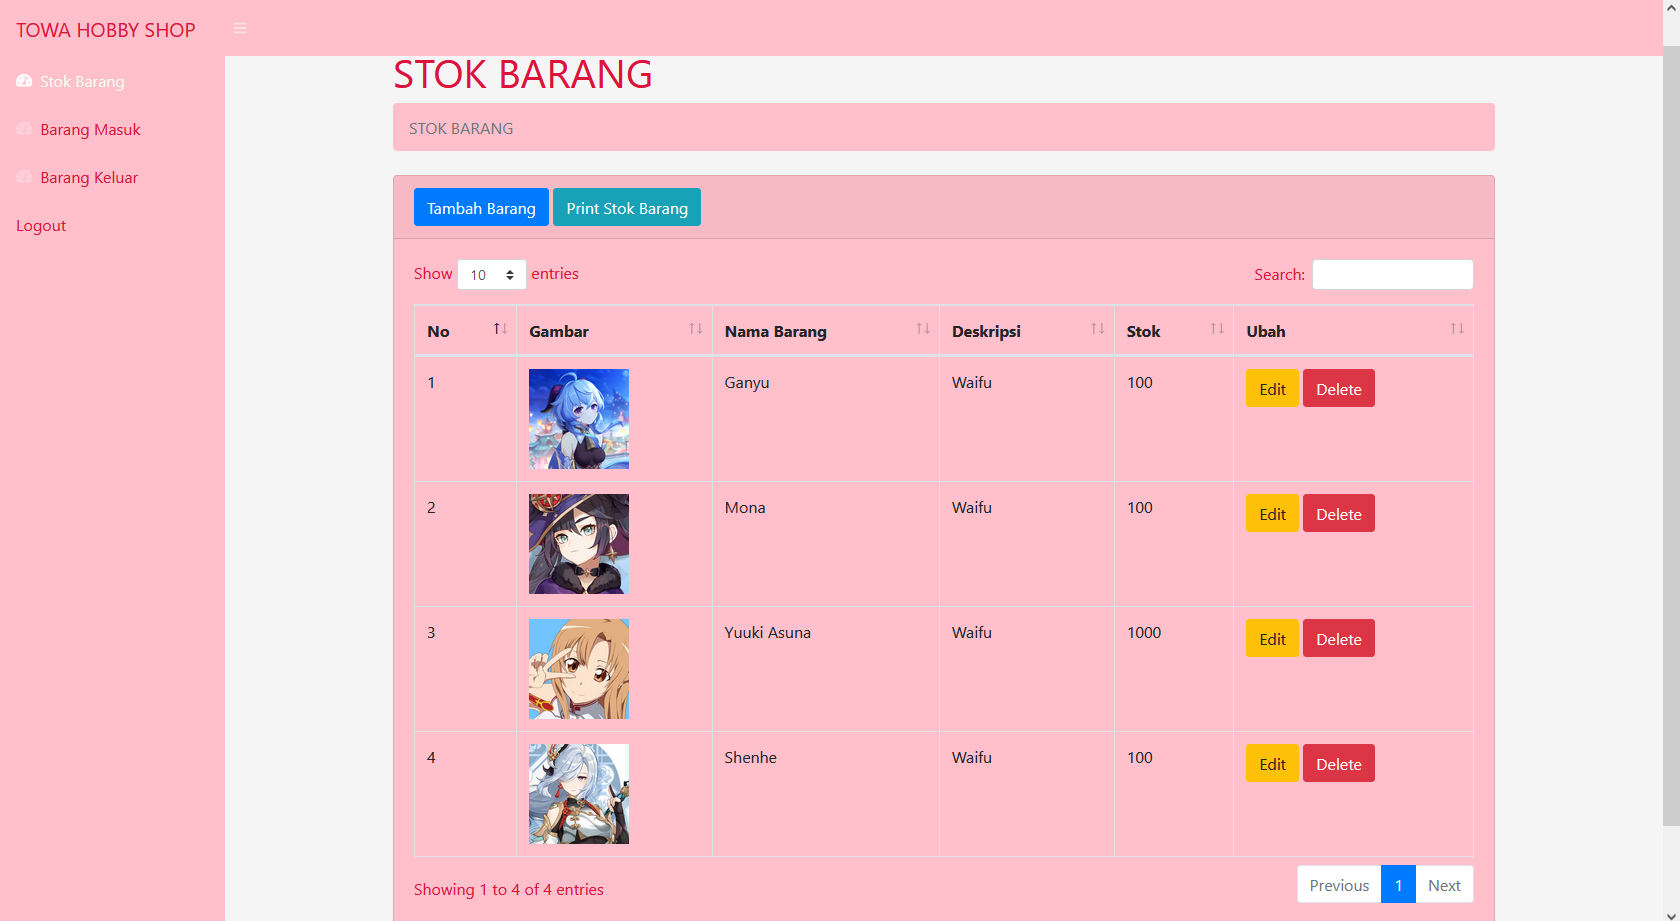 TOWA HOBBY SHOP
Stok Barang
Barang Masuk
Barang Keluar
Logout
STOK BARANG
STOK BARANG
Tambah Barang Print Stok Barang
Show 10 entries Search:
No Gambar Nama Barang Deskripsi Stok Ubah
1 Ganyu Waifu 100 Edit Delete
2 Mona Waifu 100 Edit Delete
3 Yuuki Asuna Waifu 1000 Edit Delete
4 Shenhe Waifu 100 Edit Delete
Showing 1 to 4 of 4 entries Previous 1 Next